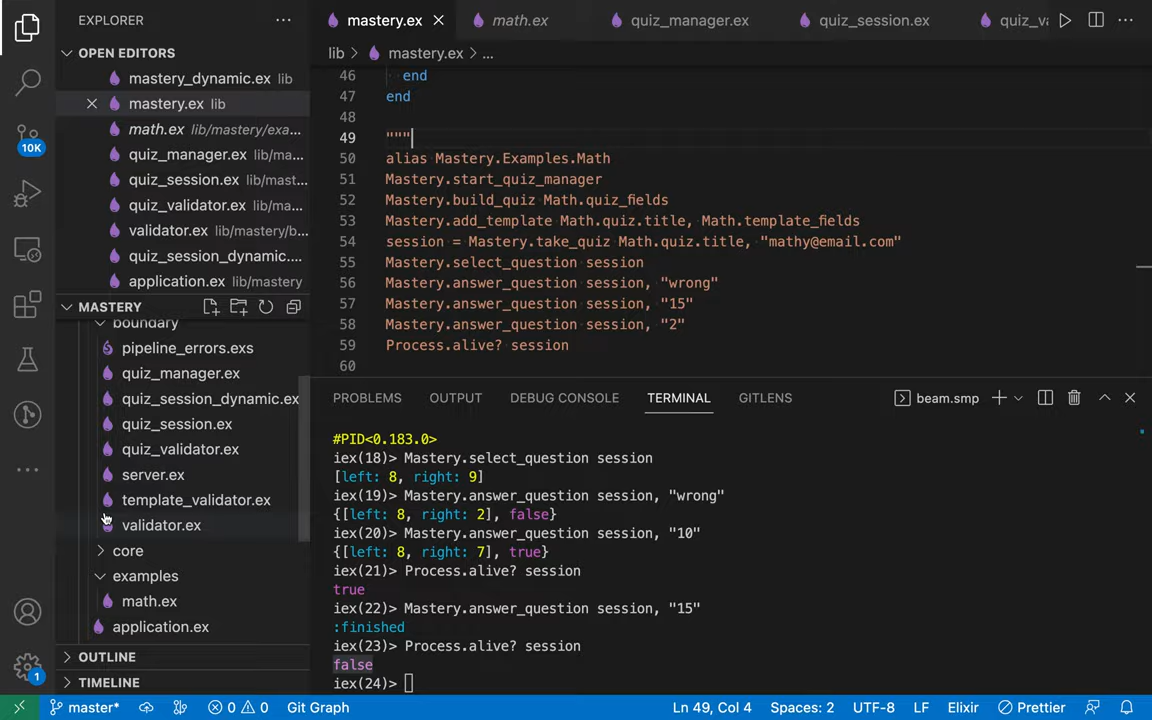 EXPLORER
OPEN EDITORS
mastery_dynamic.ex lib
mastery.ex lib
math.ex lib/mastery/exa...
quiz_manager.ex lib/ma...
quiz_session.ex lib/mast...
quiz_validator.ex lib/ma...
validator.ex lib/mastery/b...
quiz_session_dynamic....
application.ex lib/mastery
10K
MASTERY
boundary
pipeline_errors.exs
quiz_manager.ex
quiz_session_dynamic.ex
quiz_session.ex
quiz_validator.ex
server.ex
template_validator.ex
validator.ex
core
examples
math.ex
application.ex
OUTLINE
TIMELINE
1
mastery.ex
math.ex
quiz_manager.ex
quiz_session.ex
quiz_va
lib > mastery.ex > ...
46 end
47 end
48
49 """
50 alias Mastery.Examples.Math
51 Mastery.start_quiz_manager
52 Mastery.build_quiz Math.quiz_fields
53 Mastery.add_template Math.quiz.title, Math.template_fields
54 session = Mastery.take_quiz Math.quiz.title, "mathy@email.com"
55 Mastery.select_question session
56 Mastery.answer_question session, "wrong"
57 Mastery.answer_question session, "15"
58 Mastery.answer_question session, "2"
59 Process.alive? session
60
PROBLEMS OUTPUT DEBUG CONSOLE TERMINAL GITLENS beam.smp
#PID<0.183.0>
iex(18)> Mastery.select_question session
[left: 8, right: 9]
iex(19)> Mastery.answer_question session, "wrong"
{[left: 8, right: 2], false}
iex(20)> Mastery.answer_question session, "10"
{[left: 8, right: 7], true}
iex(21)> Process.alive? session
true
iex(22)> Mastery.answer_question session, "15"
:finished
iex(23)> Process.alive? session
false
iex(24)>
master* 0 0 Git Graph Ln 49, Col 4 Spaces: 2 UTF-8 LF Elixir Prettier